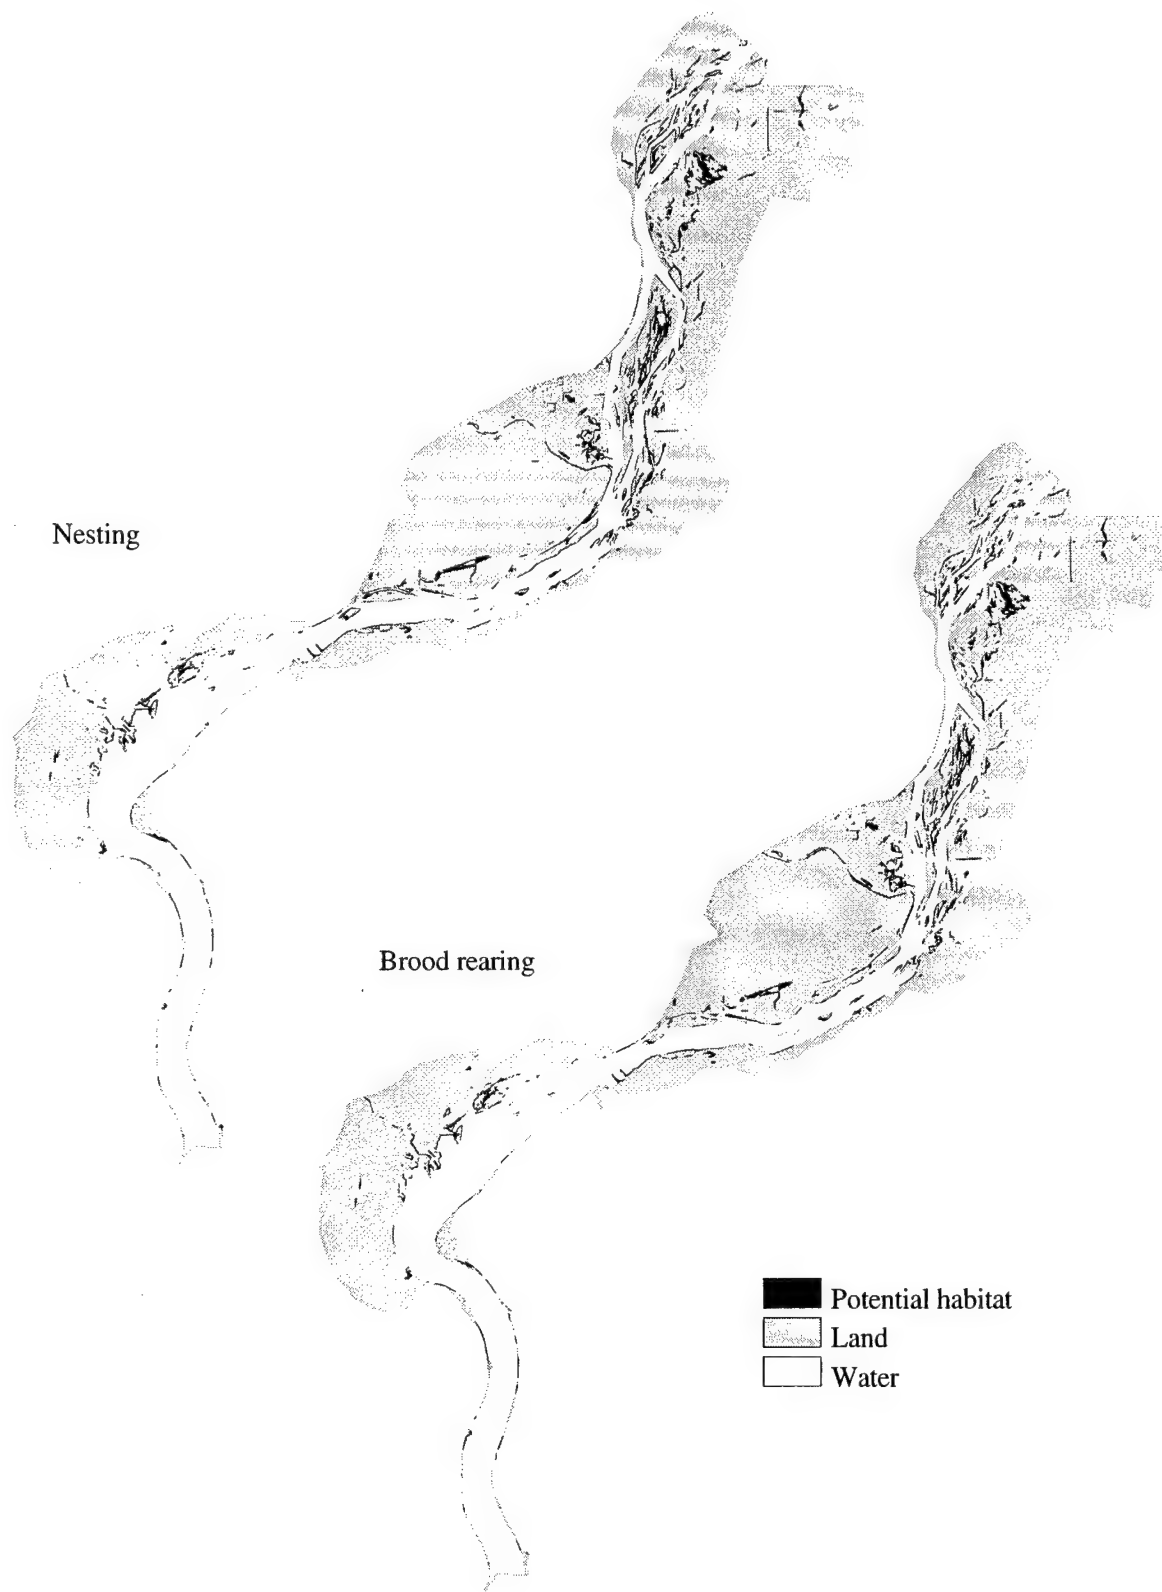 Nesting
Brood rearing
Potential habitat
Land
Water